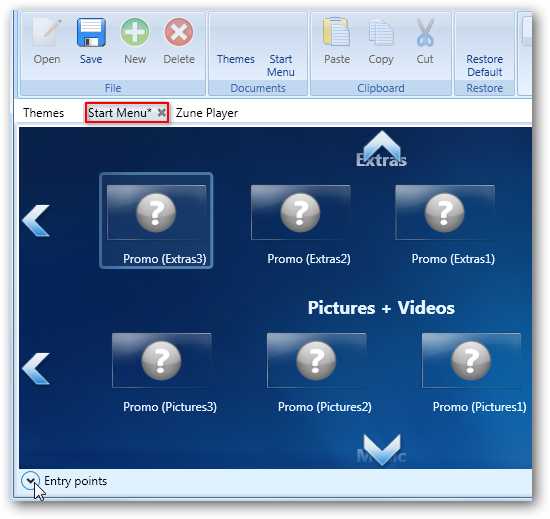 Open Save New Delete Themes Start Menu Paste Copy Cut Restore Default
File Documents Clipboard Restore
Themes Start Menu* Zune Player
Extras
Promo (Extras3) Promo (Extras2) Promo (Extras1)
Pictures + Videos
Promo (Pictures3) Promo (Pictures2) Promo (Pictures1)
Music
Entry points